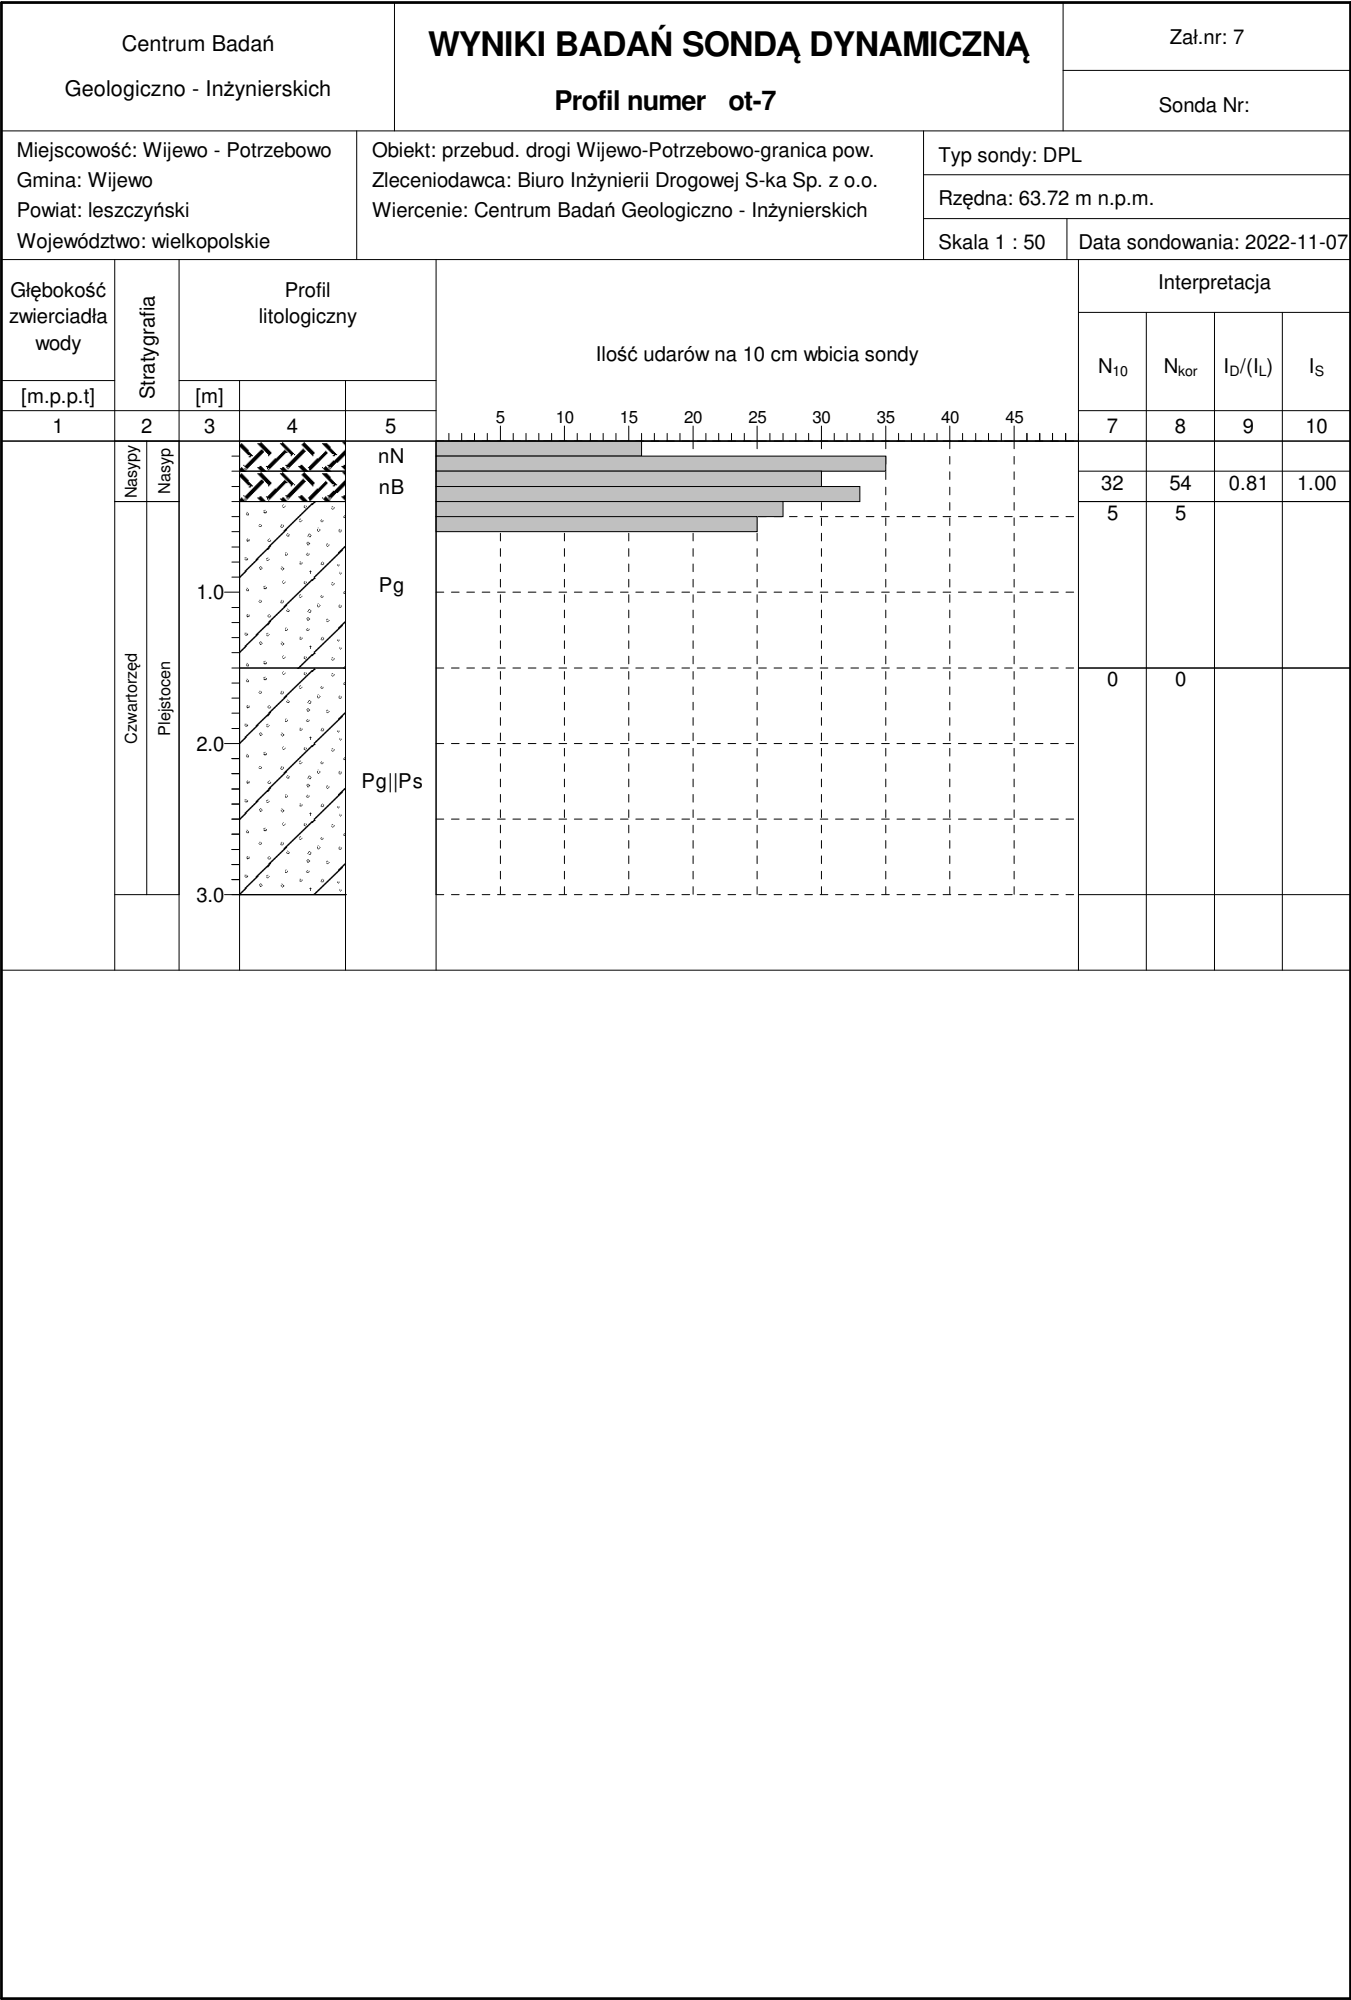 Centrum Badań
Geologiczno - Inżynierskich
WYNIKI BADAŃ SONDĄ DYNAMICZNĄ
Profil numer ot-7
Zał.nr: 7
Sonda Nr:
Miejscowość: Wijewo - Potrzebowo
Gmina: Wijewo
Powiat: leszczyński
Województwo: wielkopolskie
Obiekt: przebud. drogi Wijewo-Potrzebowo-granica pow.
Zleceniodawca: Biuro Inżynierii Drogowej S-ka Sp. z o.o.
Wiercenie: Centrum Badań Geologiczno - Inżynierskich
Typ sondy: DPL
Rzędna: 63.72 m n.p.m.
Skala 1 : 50
Data sondowania: 2022-11-07
Głębokość
zwierciadła
wody
[m.p.p.t]
Stratygrafia
Profil
litologiczny
[m]
Ilość udarów na 10 cm wbicia sondy
Interpretacja
N10 Nkor ID/(IL) IS
5 10 15 20 25 30 35 40 45
1 2 3 4 5 7 8 9 10
Nasypy
Nasyp
nN
nB
32 54 0.81 1.00
5 5
1.0
Pg
Czwartorzęd
Plejstocen
0 0
2.0
Pg||Ps
3.0